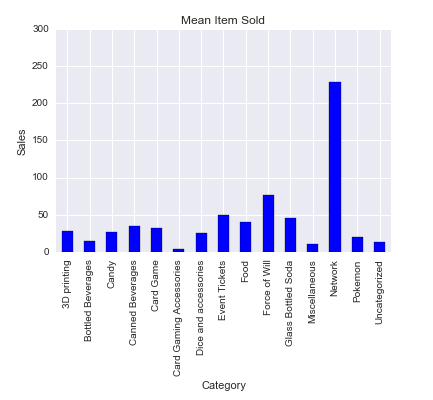 Mean Item Sold
300
250
200
150
100
50
0
Sales
3D printing
Bottled Beverages
Candy
Canned Beverages
Card Game
Card Gaming Accessories
Dice and accessories
Event Tickets
Food
Force of Will
Glass Bottled Soda
Miscellaneous
Network
Pokemon
Uncategorized
Category